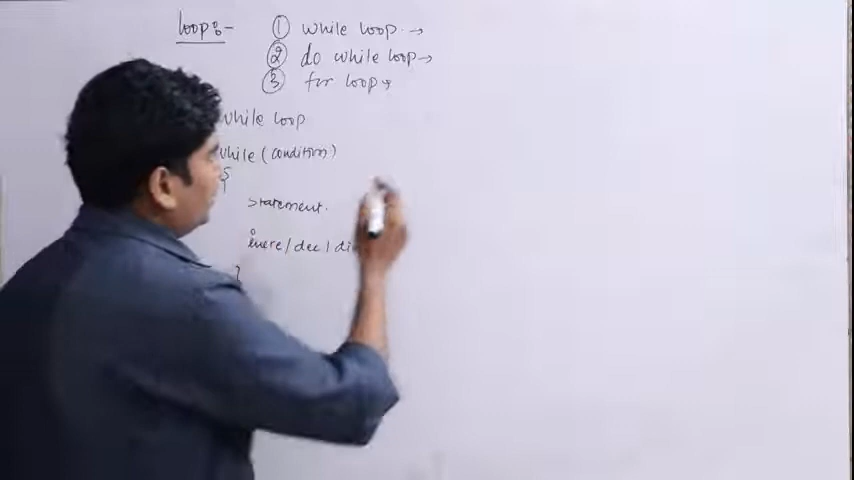 loop:-
① while loop →
② do while loop →
③ for loop →
while loop
while (condition)
{
statement.
incre/dec/di
}